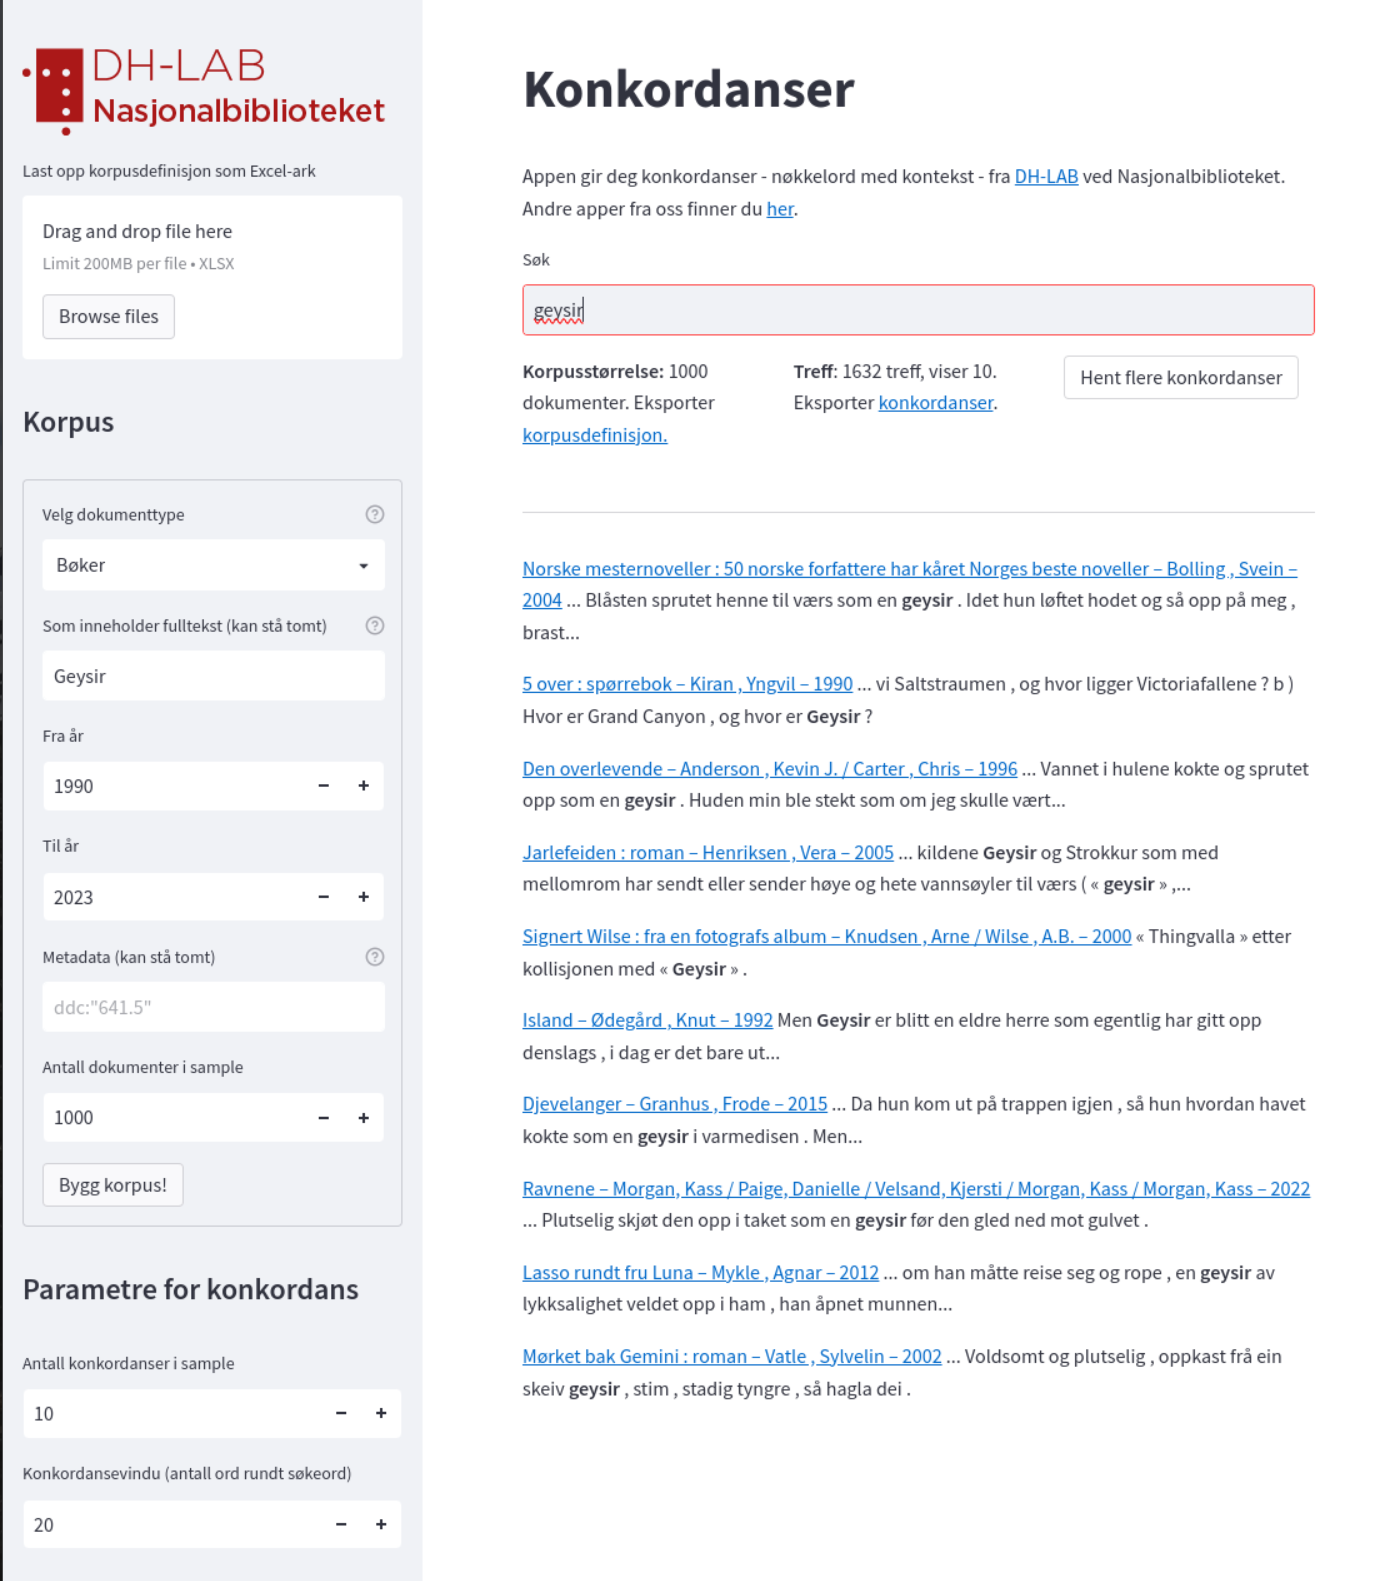 DH-LAB
Nasjonalbiblioteket
Last opp korpusdefinisjon som Excel-ark
Drag and drop file here
Limit 200MB per file • XLSX
Browse files
Korpus
Velg dokumenttype
Bøker
Som inneholder fulltekst (kan stå tomt)
Geysir
Fra år
1990
Til år
2023
Metadata (kan stå tomt)
ddc:"641.5"
Antall dokumenter i sample
1000
Bygg korpus!
Parametre for konkordans
Antall konkordanser i sample
10
Konkordansevindu (antall ord rundt søkeord)
20
Konkordanser
Appen gir deg konkordanser - nøkkelord med kontekst - fra DH-LAB ved Nasjonalbiblioteket.
Andre apper fra oss finner du her.
Søk
geysir
Korpusstørrelse: 1000
dokumenter. Eksporter
korpusdefinisjon.
Treff: 1632 treff, viser 10.
Eksporter konkordanser.
Hent flere konkordanser
Norske mesternoveller : 50 norske forfattere har kåret Norges beste noveller – Bolling , Svein –
2004 ... Blåsten sprutet henne til værs som en geysir . Idet hun løftet hodet og så opp på meg ,
brast...
5 over : spørrebok – Kiran , Yngvil – 1990 ... vi Saltstraumen , og hvor ligger Victoriafallene ? b )
Hvor er Grand Canyon , og hvor er Geysir ?
Den overlevende – Anderson , Kevin J. / Carter , Chris – 1996 ... Vannet i hulene kokte og sprutet
opp som en geysir . Huden min ble stekt som om jeg skulle vært...
Jarlefeiden : roman – Henriksen , Vera – 2005 ... kildene Geysir og Strokkur som med
mellomrom har sendt eller sender høye og hete vannsøyler til værs ( « geysir » ,...
Signert Wilse : fra en fotografs album – Knudsen , Arne / Wilse , A.B. – 2000 « Thingvalla » etter
kollisjonen med « Geysir » .
Island – Ødegård , Knut – 1992 Men Geysir er blitt en eldre herre som egentlig har gitt opp
denslags , i dag er det bare ut...
Djevelanger – Granhus , Frode – 2015 ... Da hun kom ut på trappen igjen , så hun hvordan havet
kokte som en geysir i varmedisen . Men...
Ravnene – Morgan, Kass / Paige, Danielle / Velsand, Kjersti / Morgan, Kass / Morgan, Kass – 2022
... Plutselig skjøt den opp i taket som en geysir før den gled ned mot gulvet .
Lasso rundt fru Luna – Mykle , Agnar – 2012 ... om han måtte reise seg og rope , en geysir av
lykksalighet veldet opp i ham , han åpnet munnen...
Mørket bak Gemini : roman – Vatle , Sylvelin – 2002 ... Voldsomt og plutselig , oppkast frå ein
skeiv geysir , stim , stadig tyngre , så hagla dei .